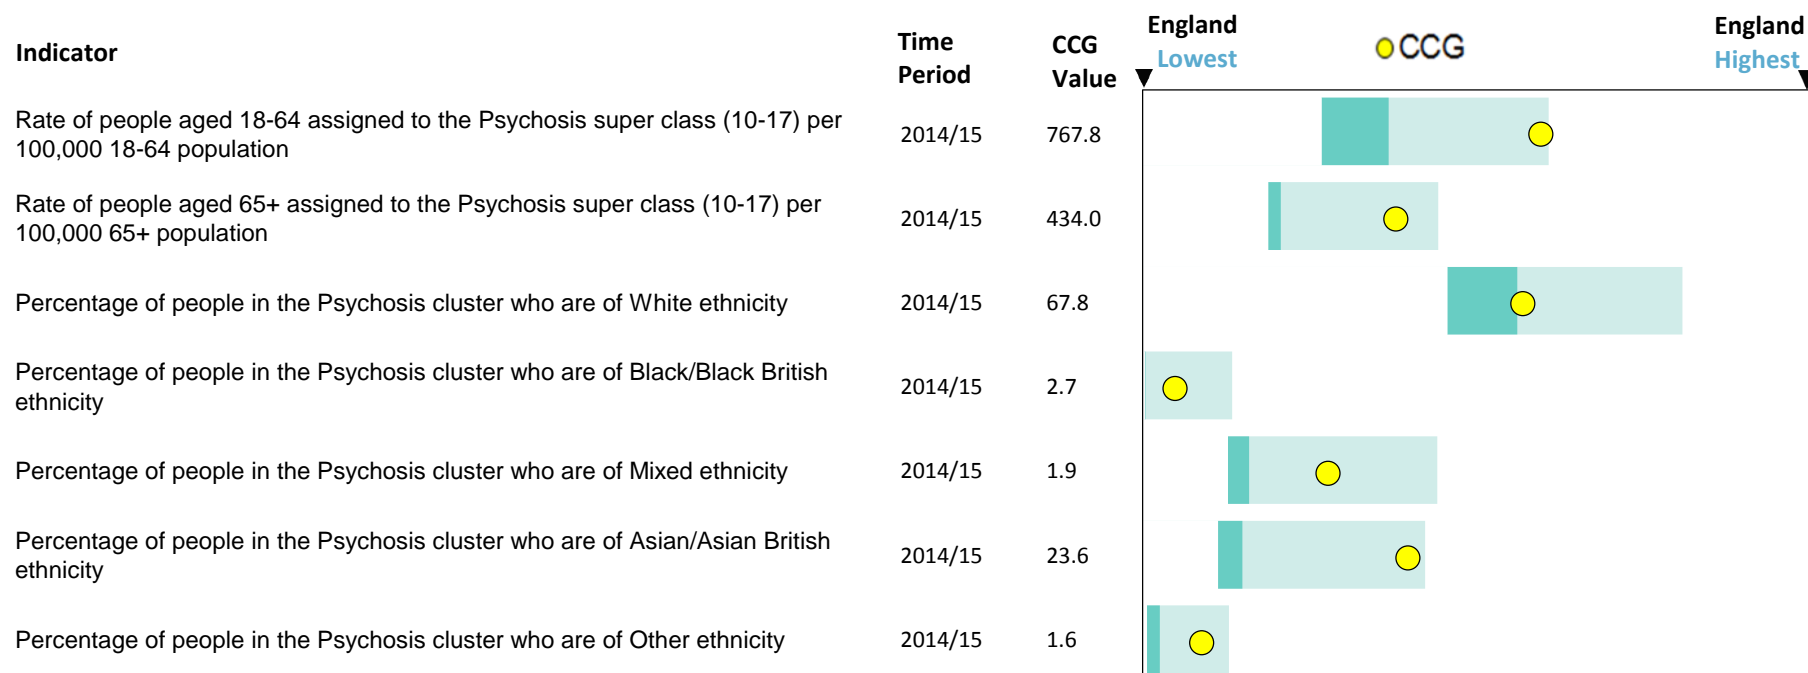 Indicator
Time
Period
CCG
Value
England
Lowest
CCG
England
Highest
Rate of people aged 18-64 assigned to the Psychosis super class (10-17) per
100,000 18-64 population
2014/15
767.8
Rate of people aged 65+ assigned to the Psychosis super class (10-17) per
100,000 65+ population
2014/15
434.0
Percentage of people in the Psychosis cluster who are of White ethnicity
2014/15
67.8
Percentage of people in the Psychosis cluster who are of Black/Black British
ethnicity
2014/15
2.7
Percentage of people in the Psychosis cluster who are of Mixed ethnicity
2014/15
1.9
Percentage of people in the Psychosis cluster who are of Asian/Asian British
ethnicity
2014/15
23.6
Percentage of people in the Psychosis cluster who are of Other ethnicity
2014/15
1.6